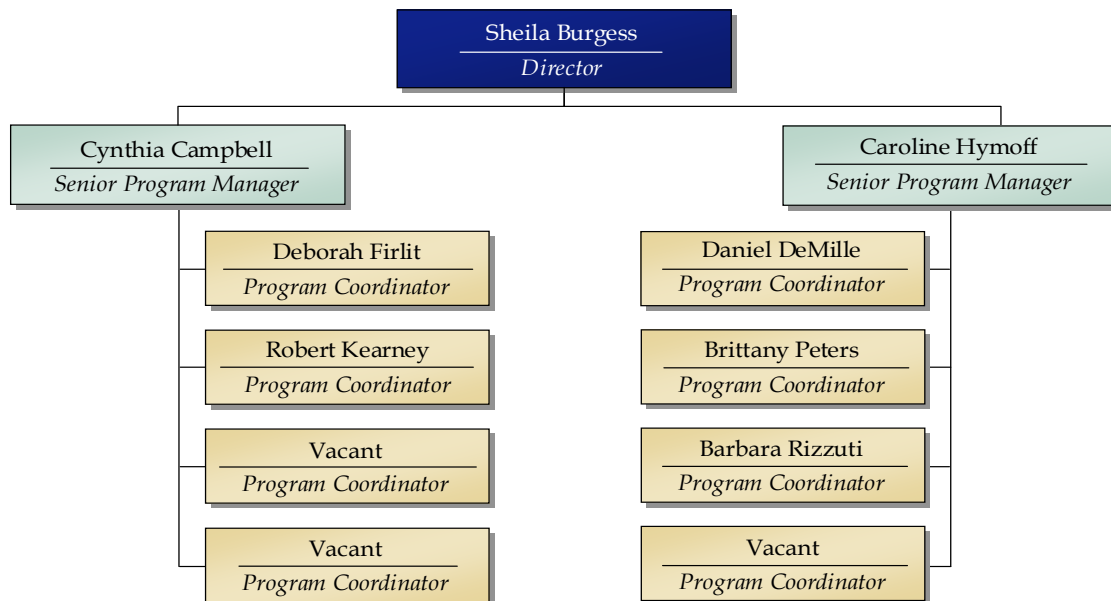 Sheila Burgess
Director
Cynthia Campbell
Senior Program Manager
Caroline Hymoff
Senior Program Manager
Deborah Firlit
Program Coordinator
Robert Kearney
Program Coordinator
Vacant
Program Coordinator
Vacant
Program Coordinator
Daniel DeMille
Program Coordinator
Brittany Peters
Program Coordinator
Barbara Rizzuti
Program Coordinator
Vacant
Program Coordinator